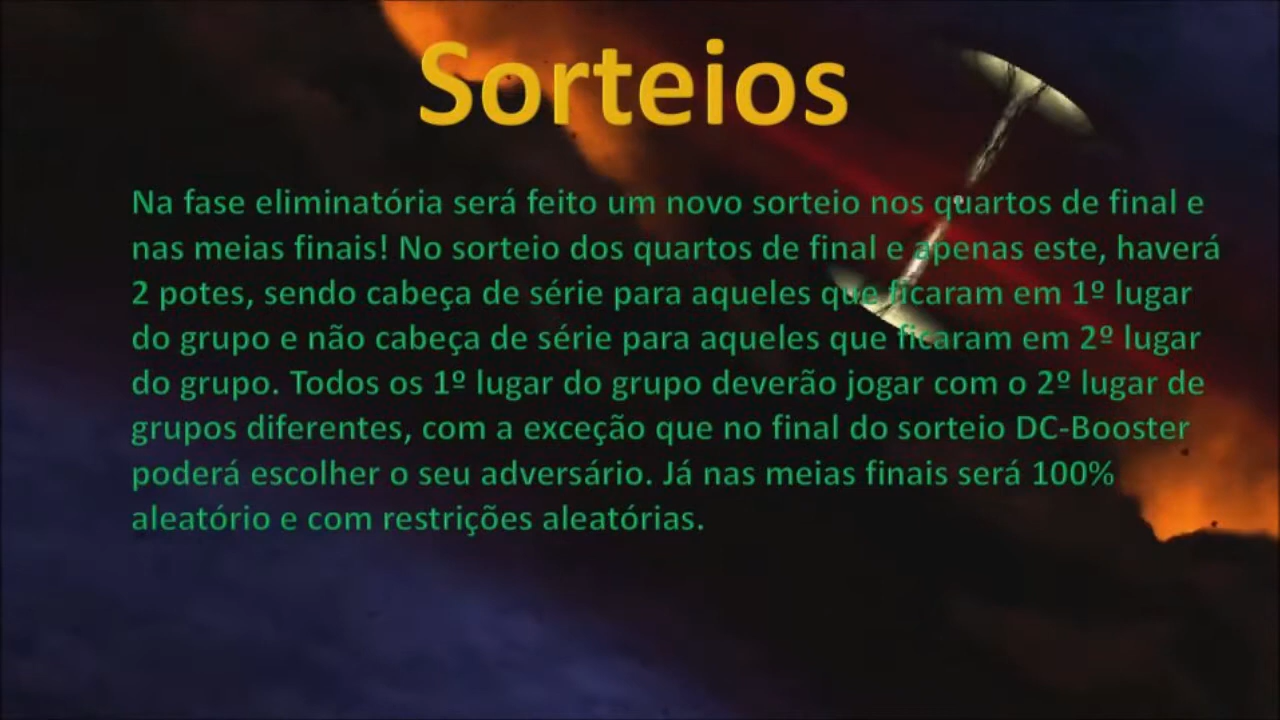 Sorteios
Na fase eliminatória será feito um novo sorteio nos quartos de final e
nas meias finais! No sorteio dos quartos de final e apenas este, haverá
2 potes, sendo cabeça de série para aqueles que ficaram em 1º lugar
do grupo e não cabeça de série para aqueles que ficaram em 2º lugar
do grupo. Todos os 1º lugar do grupo deverão jogar com o 2º lugar de
grupos diferentes, com a exceção que no final do sorteio DC-Booster
poderá escolher o seu adversário. Já nas meias finais será 100%
aleatório e com restrições aleatórias.